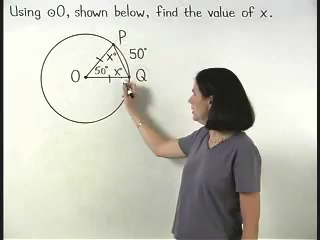 Using ⊙O, shown below, find the value of x.
P
x°
50°
O
50°
x°
Q